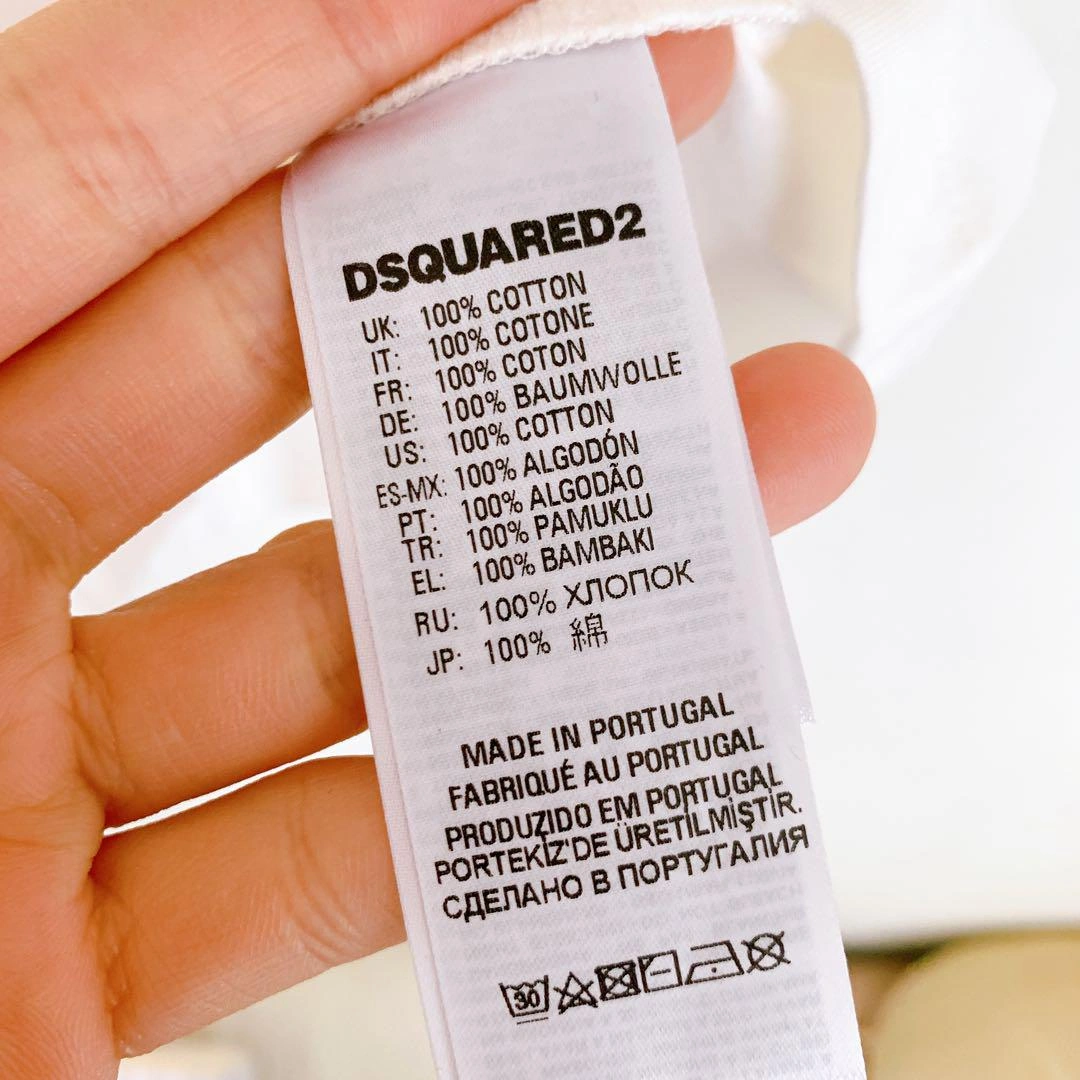 DSQUARED2
UK: 100% COTTON
IT: 100% COTONE
FR: 100% COTON
DE: 100% BAUMWOLLE
US: 100% COTTON
ES-MX: 100% ALGODÓN
PT: 100% ALGODÃO
TR: 100% PAMUKLU
EL: 100% BAMBAKI
RU: 100% ХЛОПОК
JP: 100% 綿
MADE IN PORTUGAL
FABRIQUÉ AU PORTUGAL
PRODUZIDO EM PORTUGAL
PORTEKİZ'DE ÜRETİLMİŞTİR.
СДЕЛАНО В ПОРТУГАЛИЯ
30